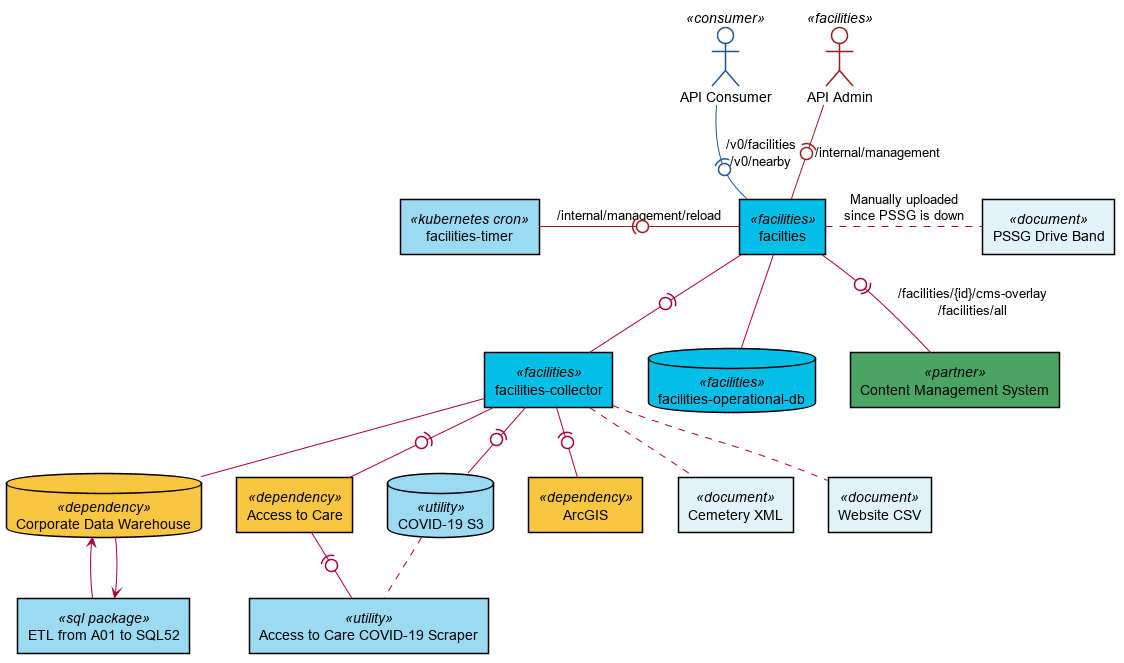 «consumer»
API Consumer
«facilities»
API Admin
/v0/facilities
/v0/nearby
/internal/management
«kubernetes cron»
facilities-timer
/internal/management/reload
«facilities»
facilties
Manually uploaded
since PSSG is down
«document»
PSSG Drive Band
/facilities/{id}/cms-overlay
/facilities/all
«facilities»
facilities-collector
«facilities»
facilities-operational-db
«partner»
Content Management System
«dependency»
Corporate Data Warehouse
«dependency»
Access to Care
«utility»
COVID-19 S3
«dependency»
ArcGIS
«document»
Cemetery XML
«document»
Website CSV
«sql package»
ETL from A01 to SQL52
«utility»
Access to Care COVID-19 Scraper